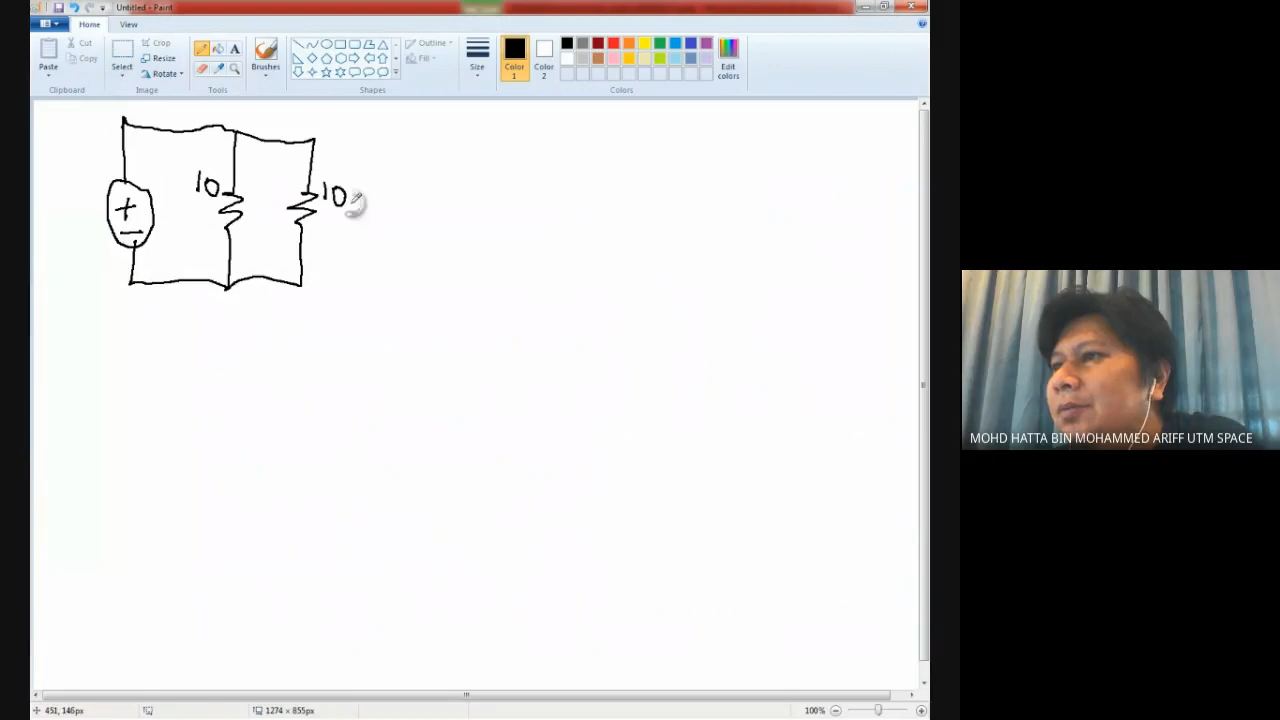 Untitled - Paint
Home View
Paste
Cut
Copy
Clipboard
Select
Crop
Resize
Rotate
Image
Tools
Brushes
Shapes
Outline
Fill
Size
Color 1
Color 2
Edit colors
Colors
10
10
+
−
MOHD HATTA BIN MOHAMMED ARIFF UTM SPACE
451, 146px
1274 × 855px
100%